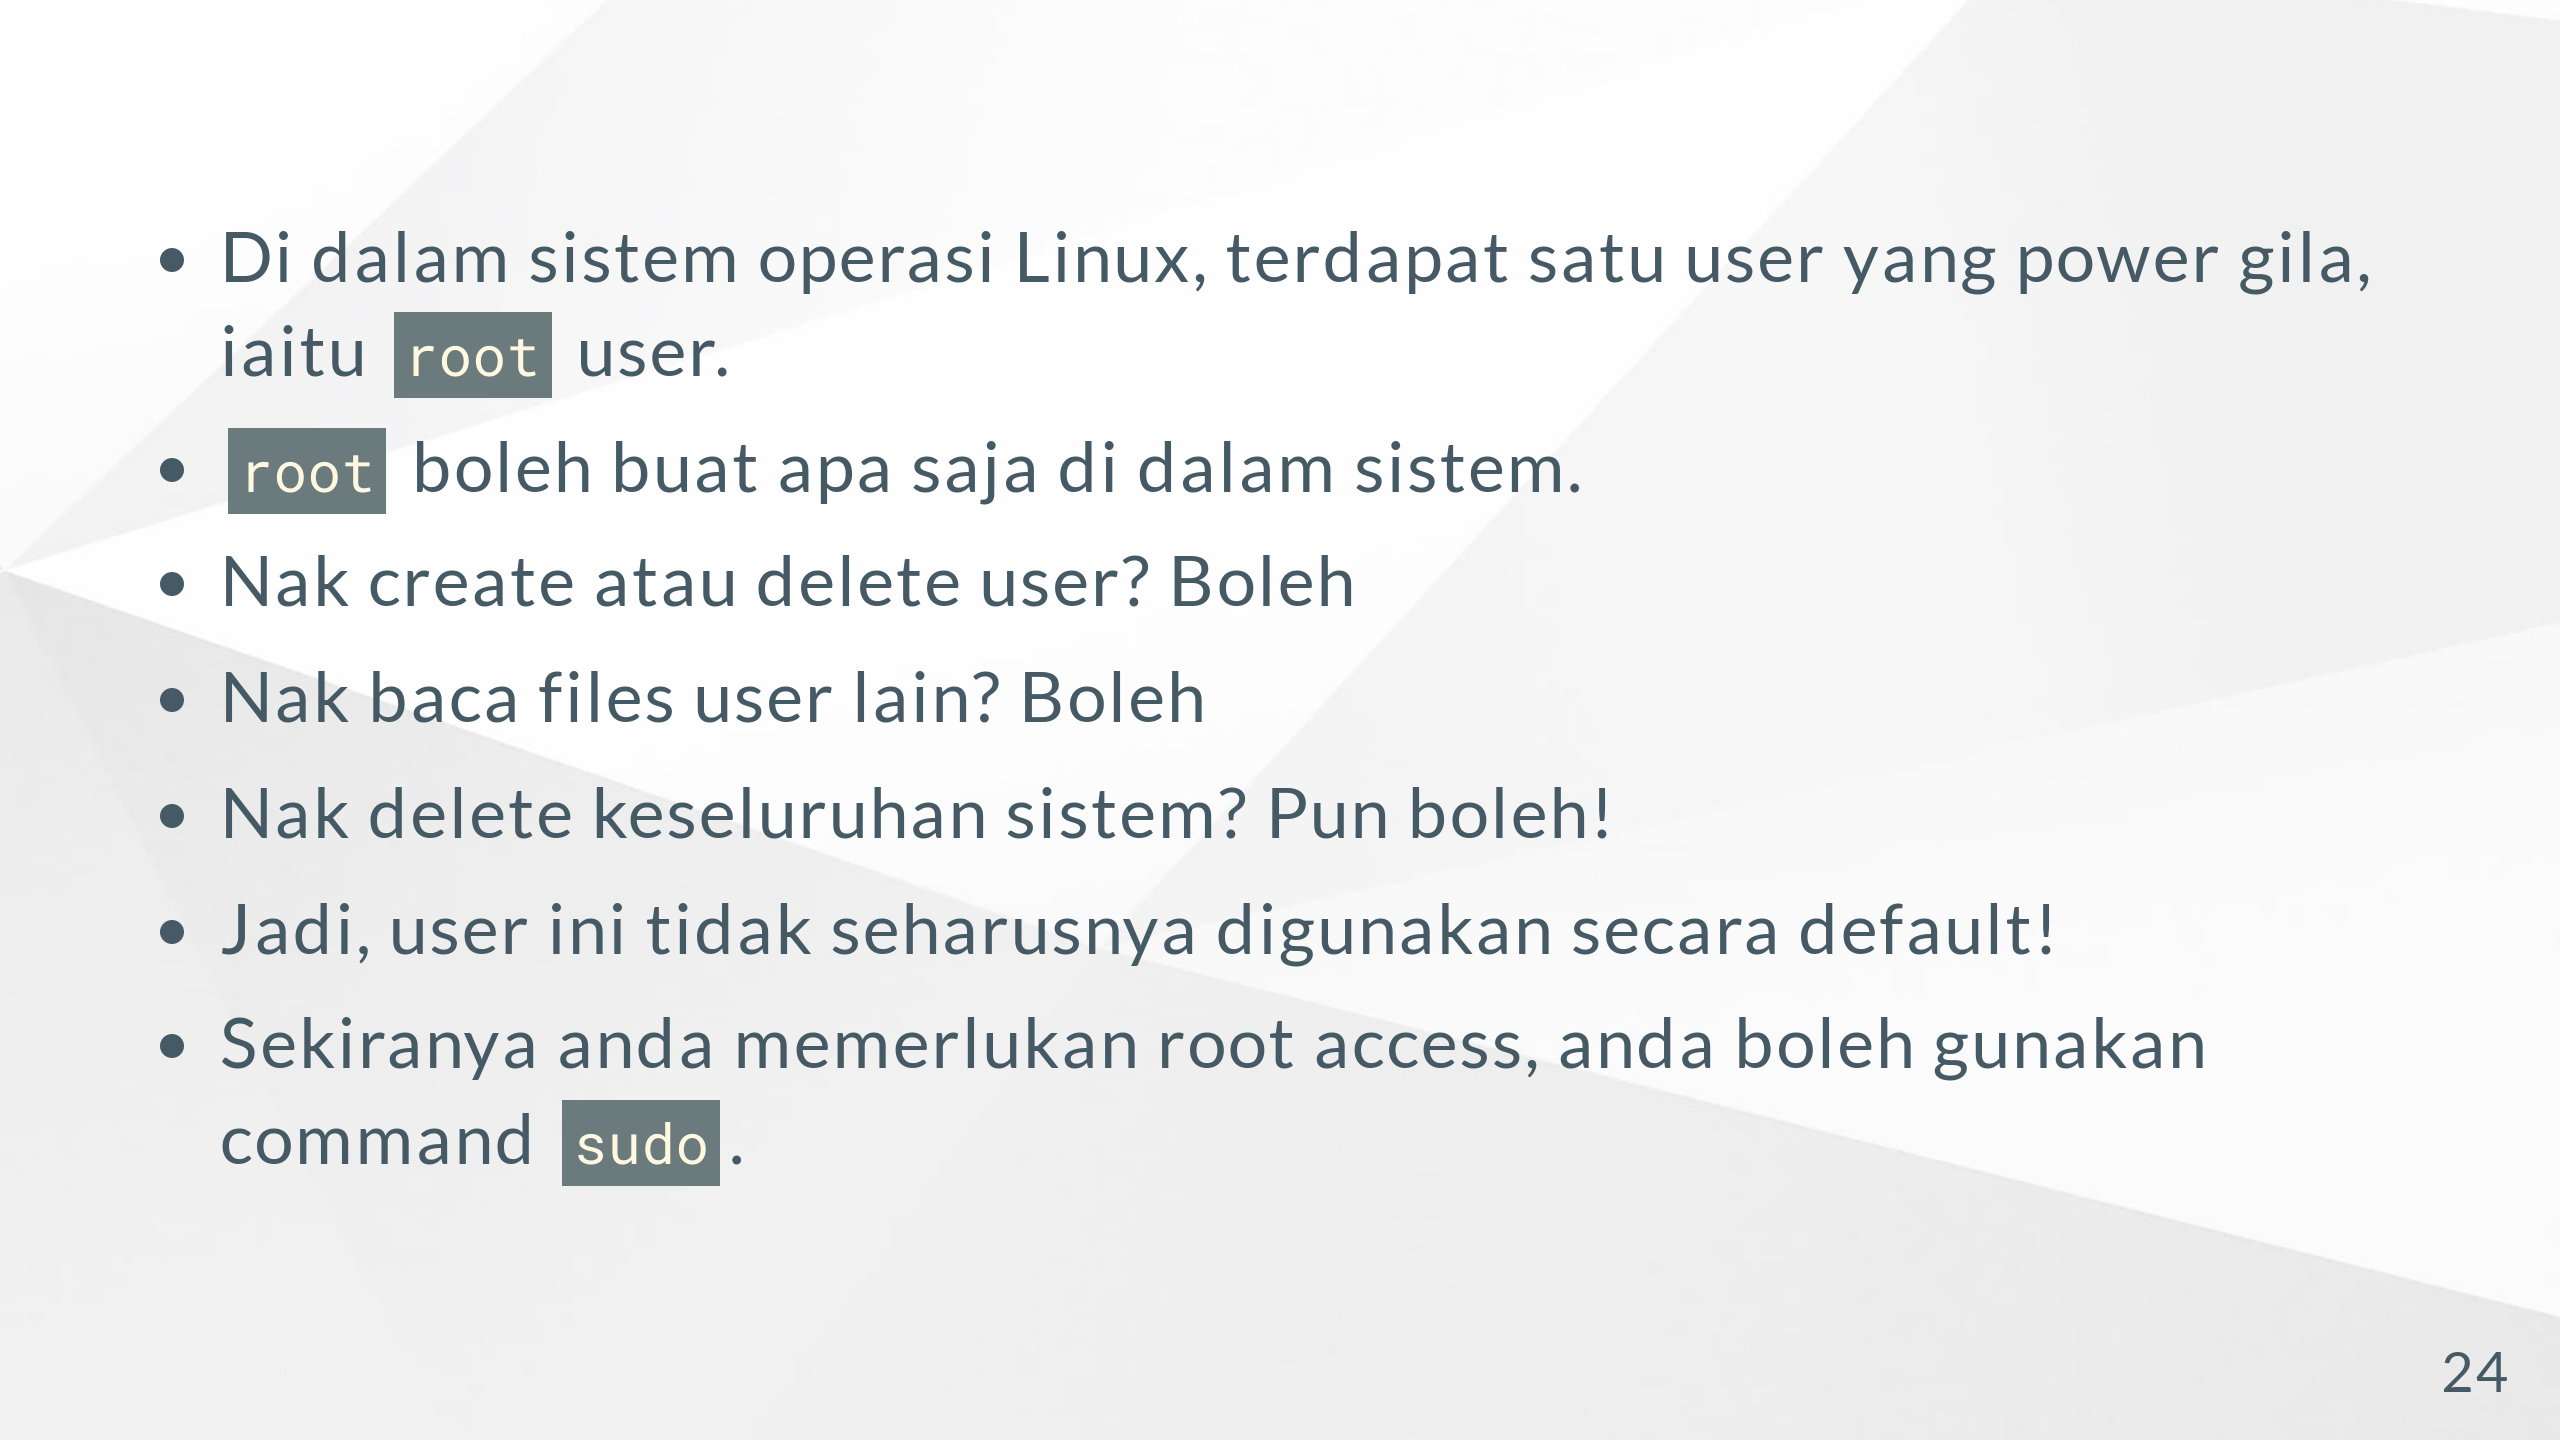 • Di dalam sistem operasi Linux, terdapat satu user yang power gila,
iaitu root user.
• root boleh buat apa saja di dalam sistem.
• Nak create atau delete user? Boleh
• Nak baca files user lain? Boleh
• Nak delete keseluruhan sistem? Pun boleh!
• Jadi, user ini tidak seharusnya digunakan secara default!
• Sekiranya anda memerlukan root access, anda boleh gunakan
command sudo.
24